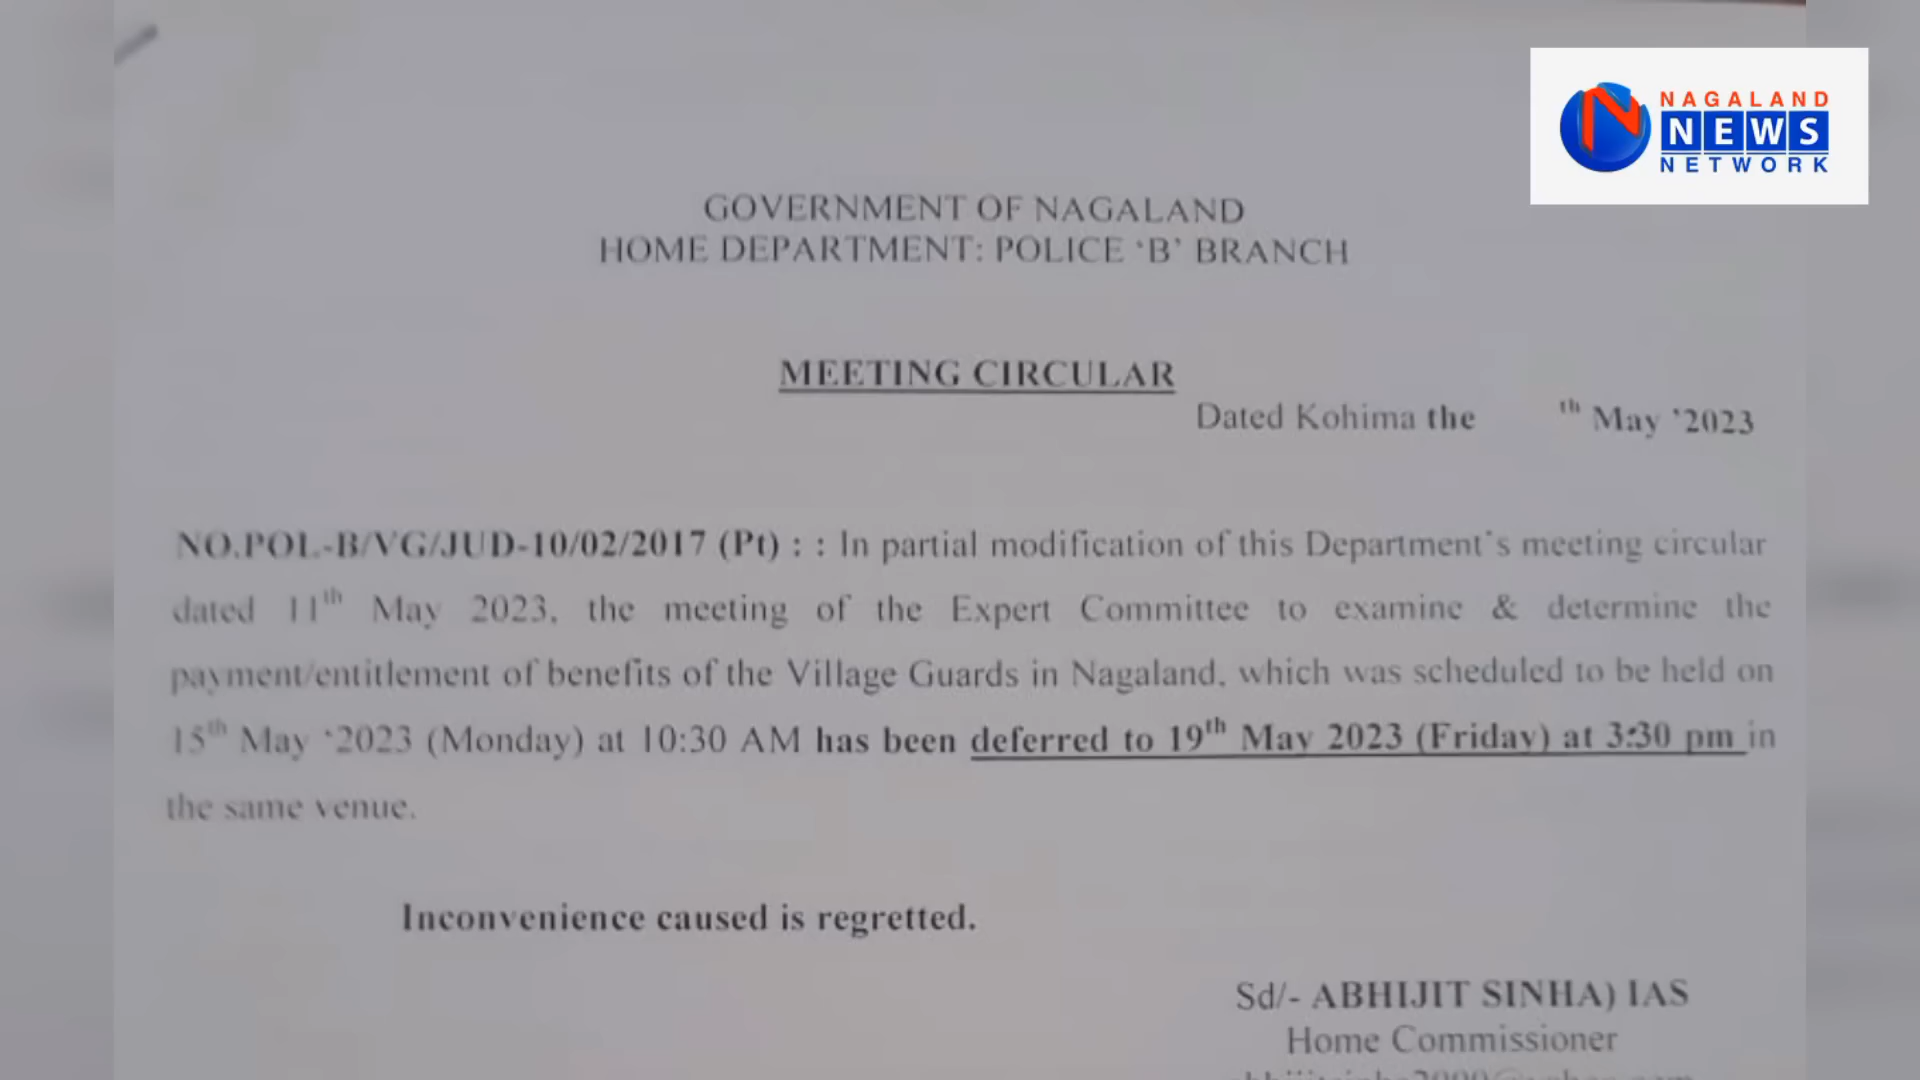 NAGALAND
NEWS
NETWORK
GOVERNMENT OF NAGALAND
HOME DEPARTMENT: POLICE ‘B’ BRANCH
MEETING CIRCULAR
Dated Kohima the th May ’2023
NO.POL-B/VG/JUD-10/02/2017 (Pt) : : In partial modification of this Department's meeting circular
dated 11th May 2023, the meeting of the Expert Committee to examine & determine the
payment/entitlement of benefits of the Village Guards in Nagaland, which was scheduled to be held on
15th May ‘2023 (Monday) at 10:30 AM has been deferred to 19th May 2023 (Friday) at 3:30 pm in
the same venue.
Inconvenience caused is regretted.
Sd/- ABHIJIT SINHA) IAS
Home Commissioner